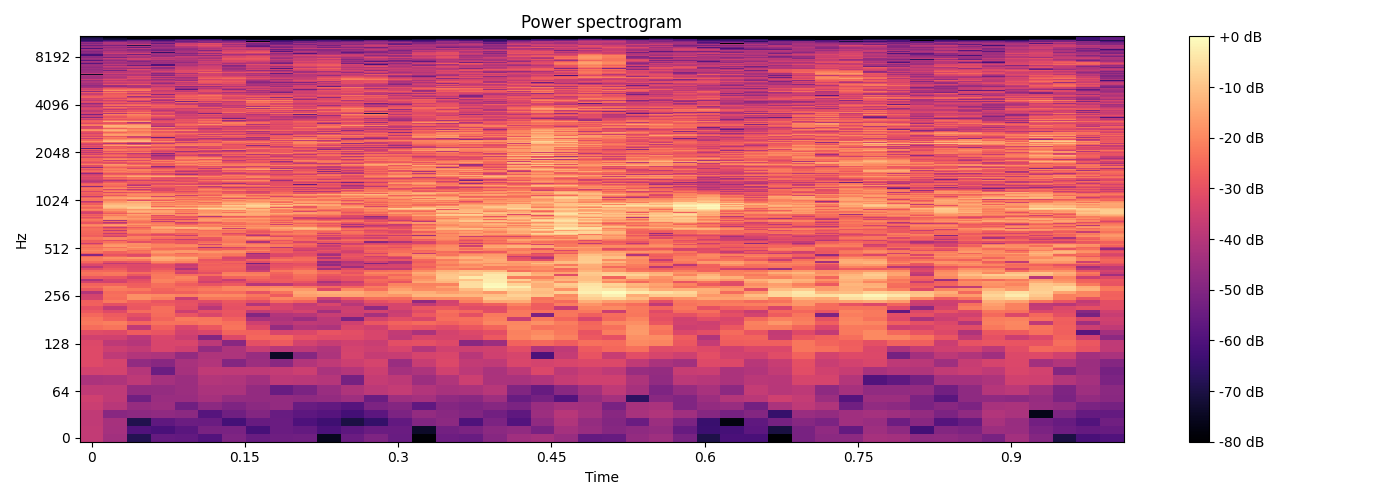 Power spectrogram
Hz
8192
4096
2048
1024
512
256
128
64
0
0 0.15 0.3 0.45 0.6 0.75 0.9
Time
+0 dB
-10 dB
-20 dB
-30 dB
-40 dB
-50 dB
-60 dB
-70 dB
-80 dB